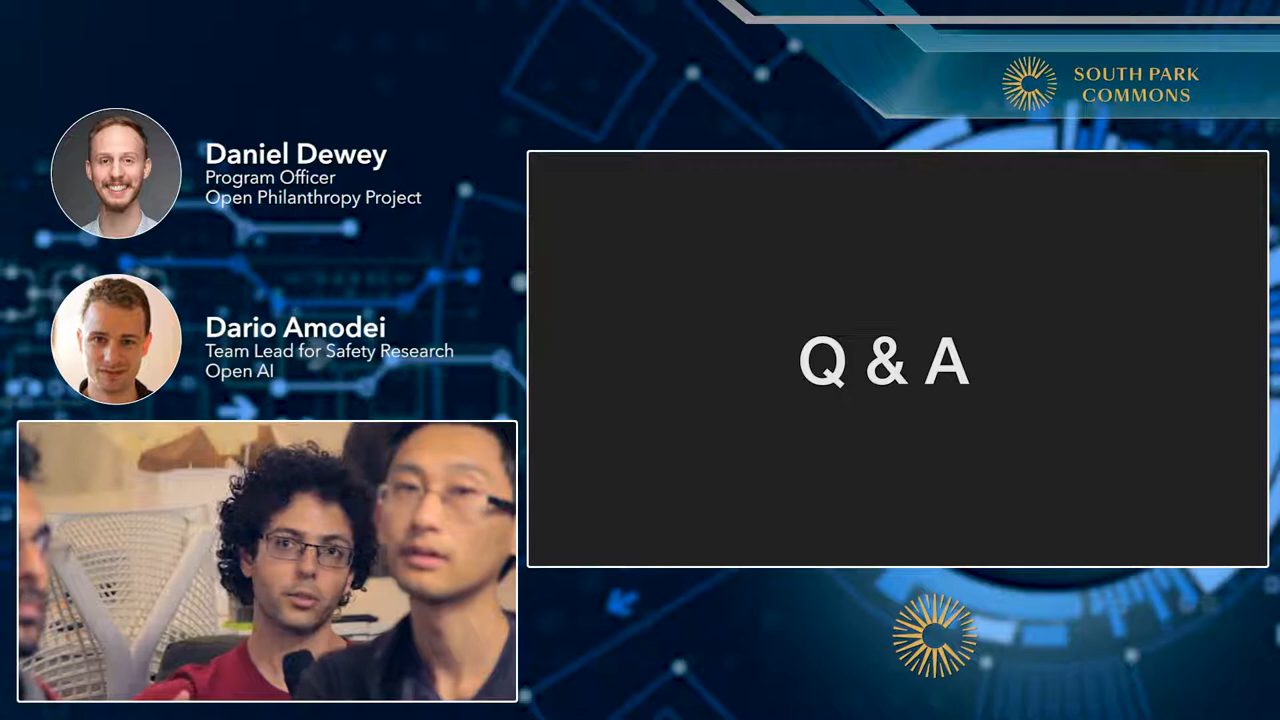 SOUTH PARK
COMMONS
Daniel Dewey
Program Officer
Open Philanthropy Project
Dario Amodei
Team Lead for Safety Research
Open AI
Q & A